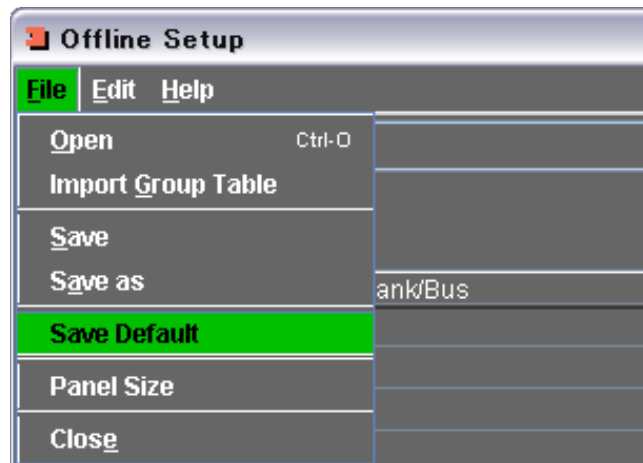 Offline Setup
File Edit Help
Open Ctrl-O
Import Group Table
Save
Save as
ank/Bus
Save Default
Panel Size
Close